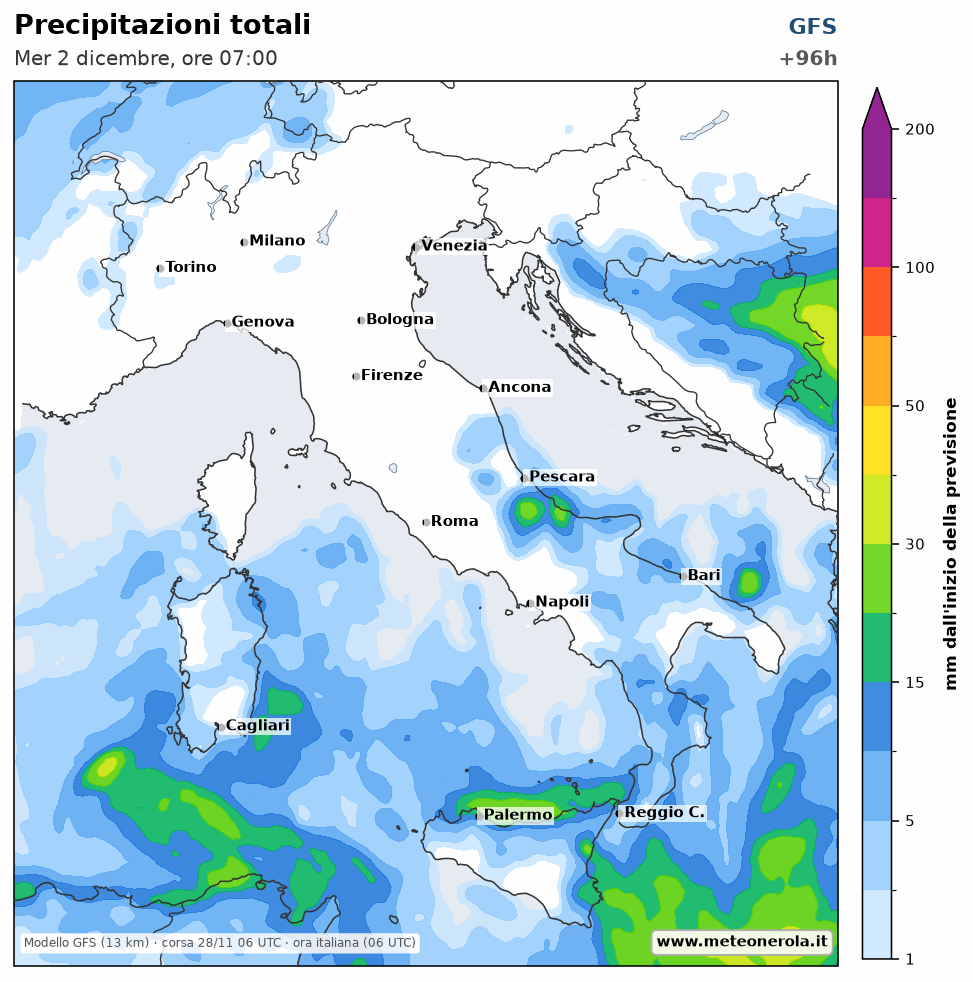 Precipitazioni totali
GFS
Mer 2 dicembre, ore 07:00
+96h
200
100
50
30
15
5
1
mm dall'inizio della previsione
Milano
Venezia
Torino
Genova
Bologna
Firenze
Ancona
Pescara
Roma
Bari
Napoli
Cagliari
Palermo
Reggio C.
Modello GFS (13 km) · corsa 28/11 06 UTC · ora italiana (06 UTC)
www.meteonerola.it